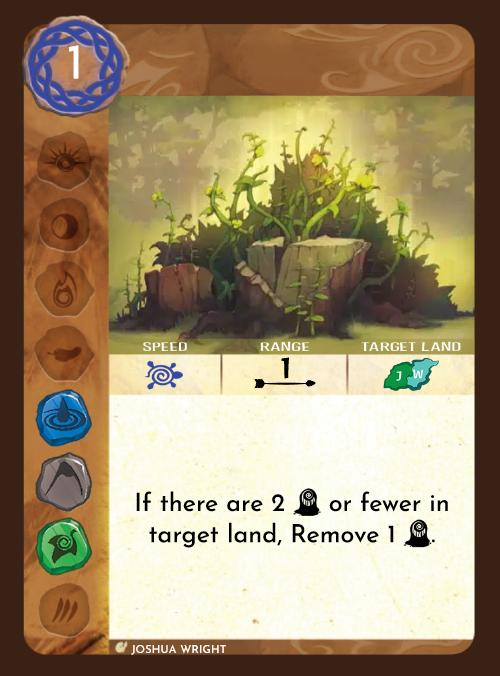 1
SPEED RANGE TARGET LAND
1 J W
If there are 2 or fewer in
target land, Remove 1 .
JOSHUA WRIGHT